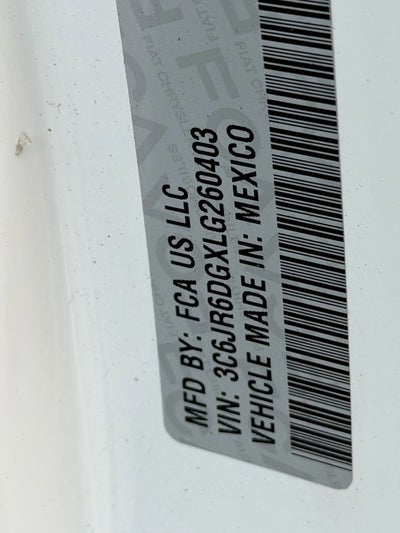 MFD BY: FCA US LLC
VIN: 3C6JR6DGXLG260403
VEHICLE MADE IN: MEXICO